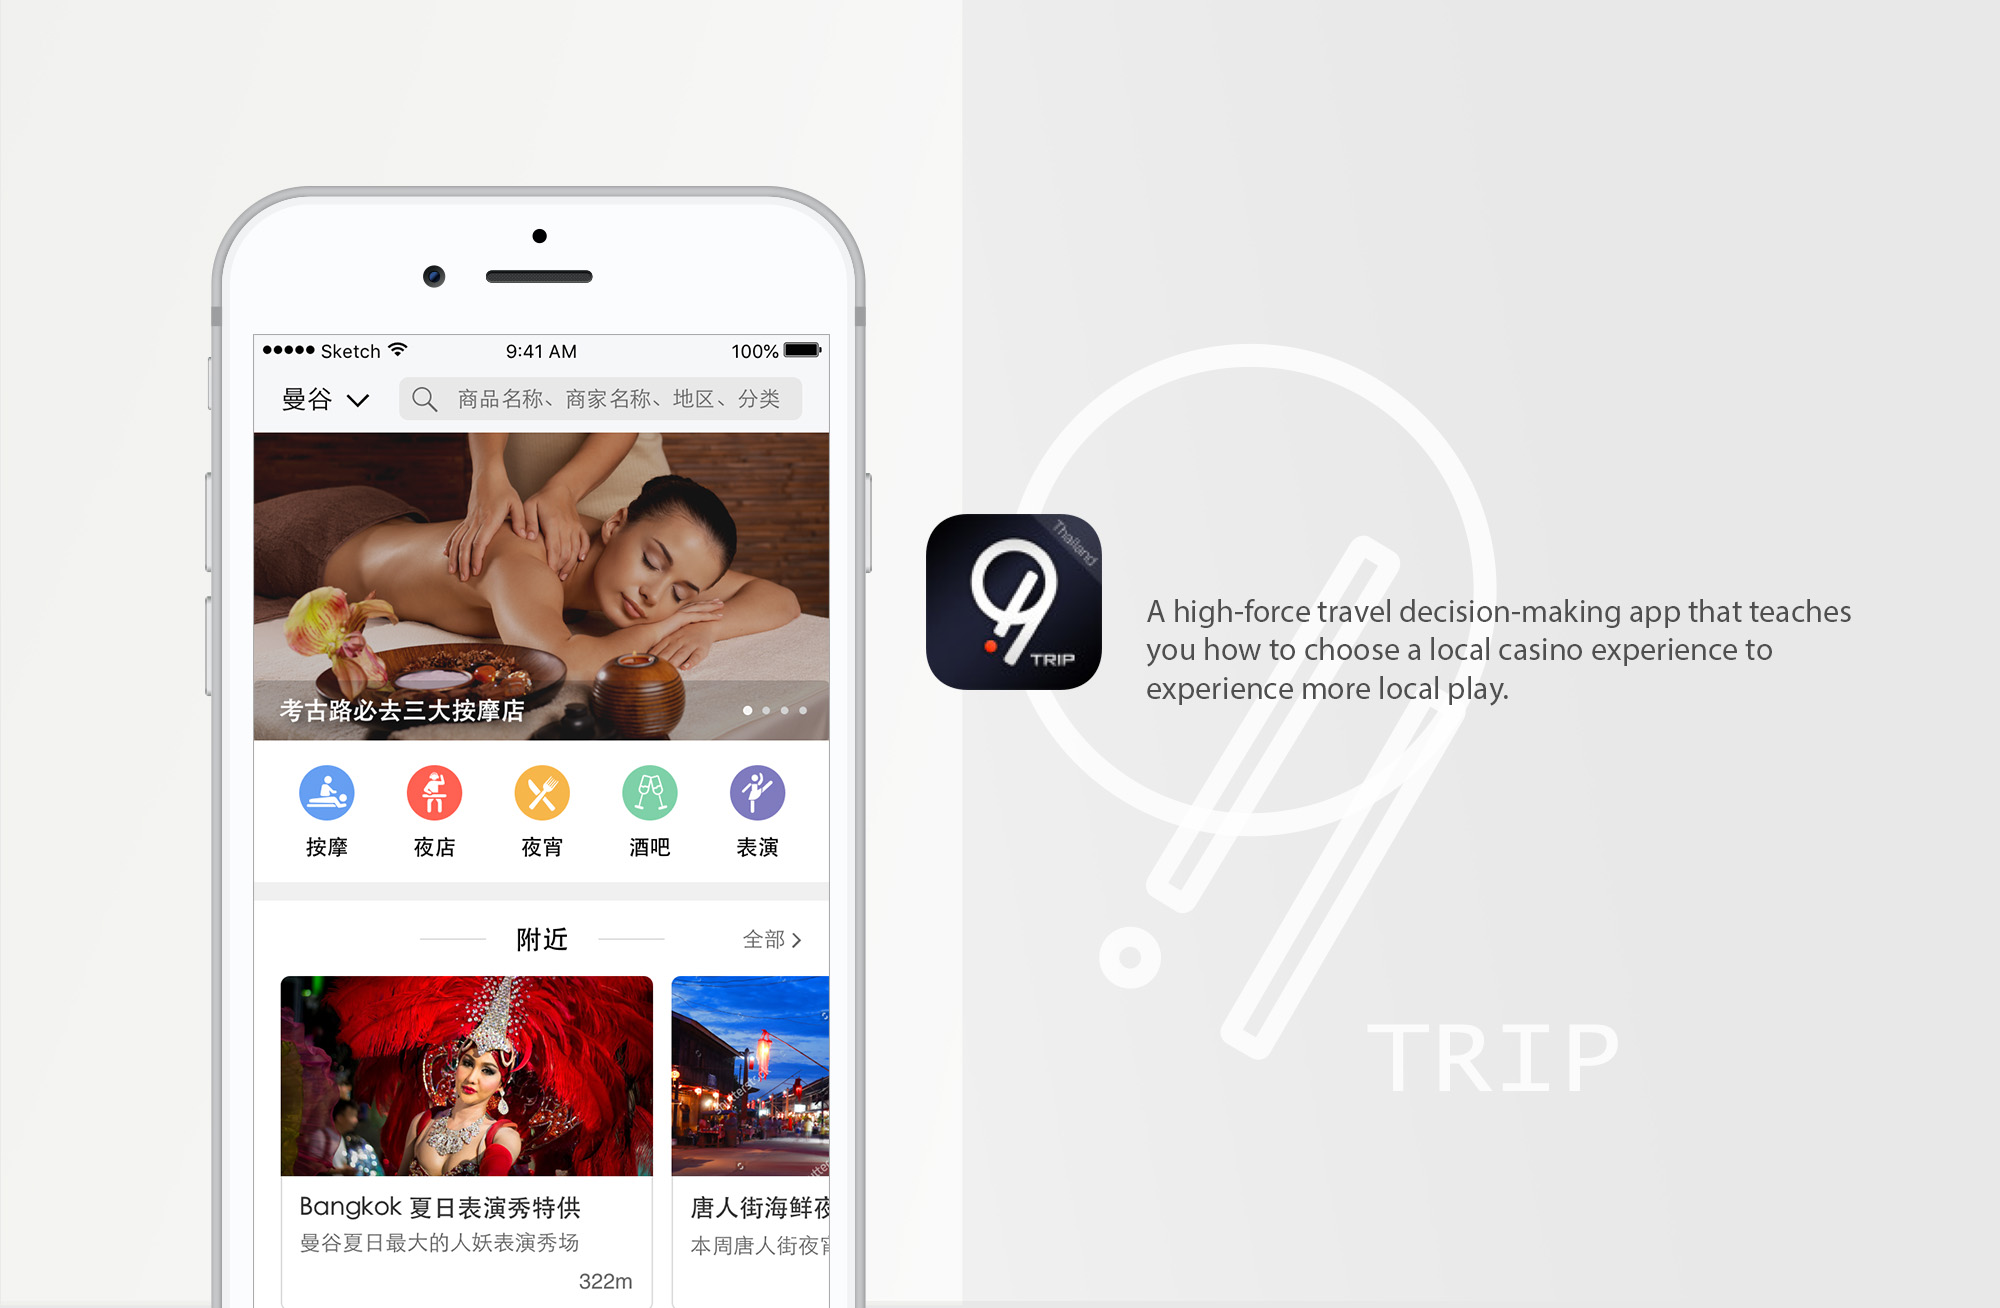 Sketch 9:41 AM 100%
曼谷 商品名称、商家名称、地区、分类
考古路必去三大按摩店
按摩 夜店 夜宵 酒吧 表演
附近 全部
shutterst
shutte
Bangkok 夏日表演秀特供
曼谷夏日最大的人妖表演秀场
322m
唐人街海鲜夜
本周唐人街夜宵
Thailand
TRIP
A high-force travel decision-making app that teaches
you how to choose a local casino experience to
experience more local play.
TRIP